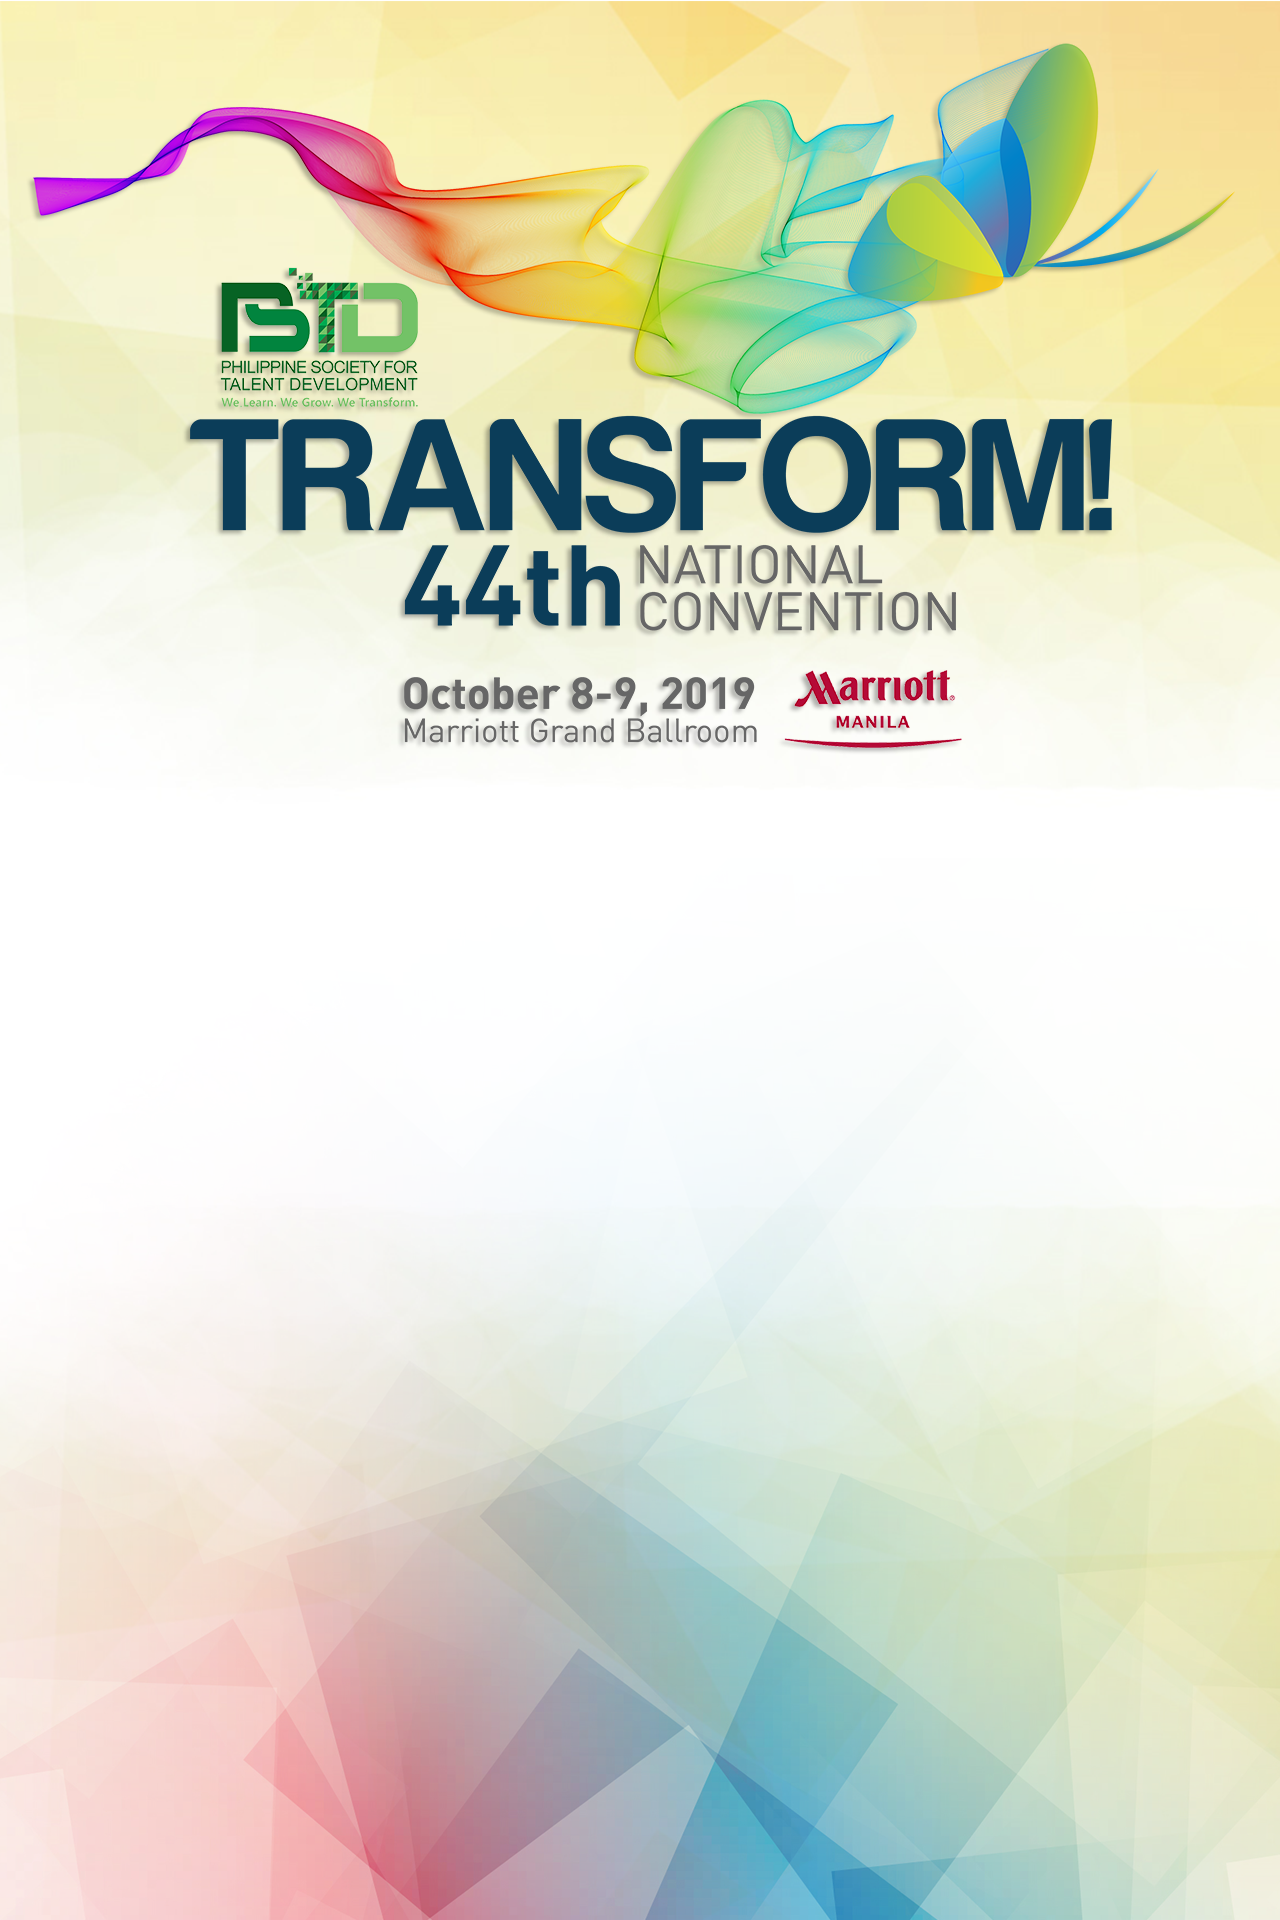 PSTD
PHILIPPINE SOCIETY FOR
TALENT DEVELOPMENT
We Learn. We Grow. We Transform.
TRANSFORM!
44th NATIONAL
CONVENTION
October 8-9, 2019
Marriott Grand Ballroom
Marriott®
MANILA